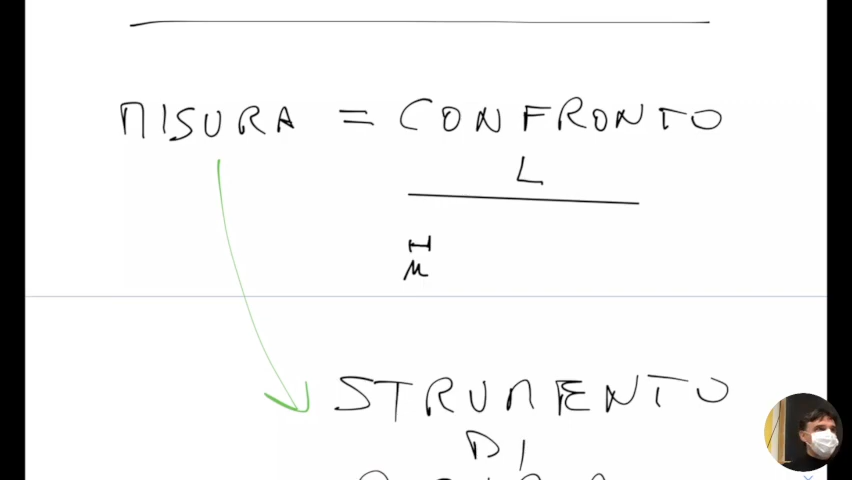 MISURA = CONFRONTO
L
STRUMENTO
DI